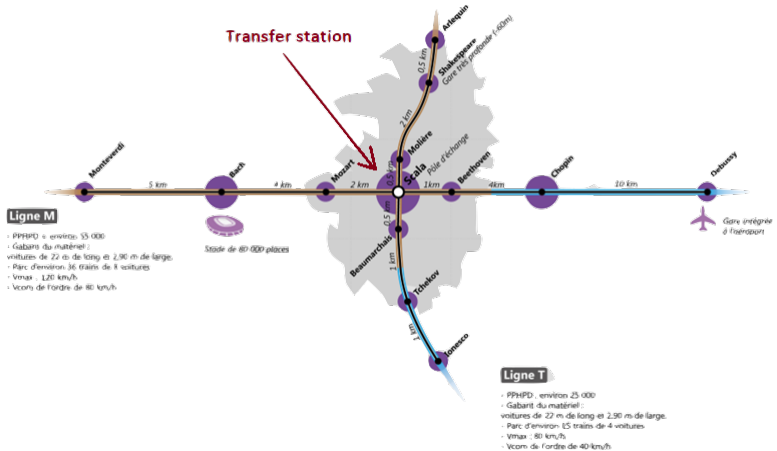 Transfer station
Arlequin
0,5 km
Shakespeare
Gare très profonde (-60m)
2 km
Molière
0,5 km
Scala
Pôle d'échange
Monteverdi
5 km
Bach
4 km
Mozart
2 km
1km
Beethoven
4km
Chopin
10 km
Debussy
Stade de 80 000 places
Gare intégrée
à l'aéroport
0,5 km
Beaumarchais
1 km
Tchekov
1 km
Ionesco
Ligne M
- PPHPD : environ 55 000
- Gabarit du matériel :
voitures de 22 m de long et 2,90 m de large,
- Parc d'environ 36 trains de 8 voitures
- Vmax : 120 km/h
- Vcom de l'ordre de 80 km/h
Ligne T
- PPHPD : environ 25 000
- Gabarit du matériel :
voitures de 22 m de long et 2,90 m de large,
- Parc d'environ 15 trains de 4 voitures
- Vmax : 80 km/h
- Vcom de l'ordre de 40 km/h